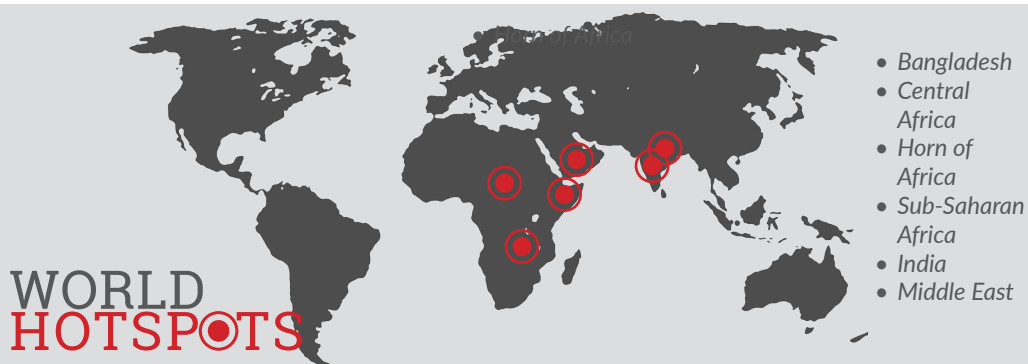 • Horn of Africa
• Bangladesh
• Central
Africa
• Horn of
Africa
• Sub-Saharan
Africa
• India
• Middle East
WORLD
HOTSPOTS